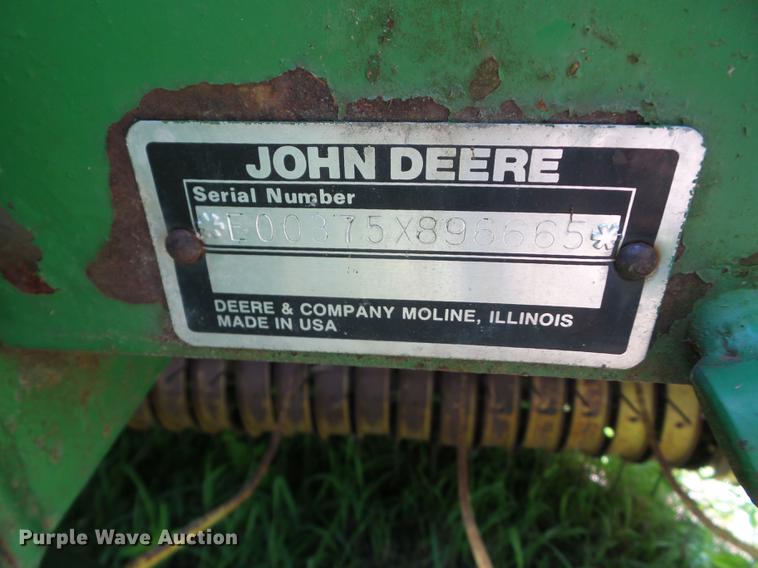 JOHN DEERE
Serial Number
*E00375X896665*
DEERE & COMPANY MOLINE, ILLINOIS
MADE IN USA
Purple Wave Auction